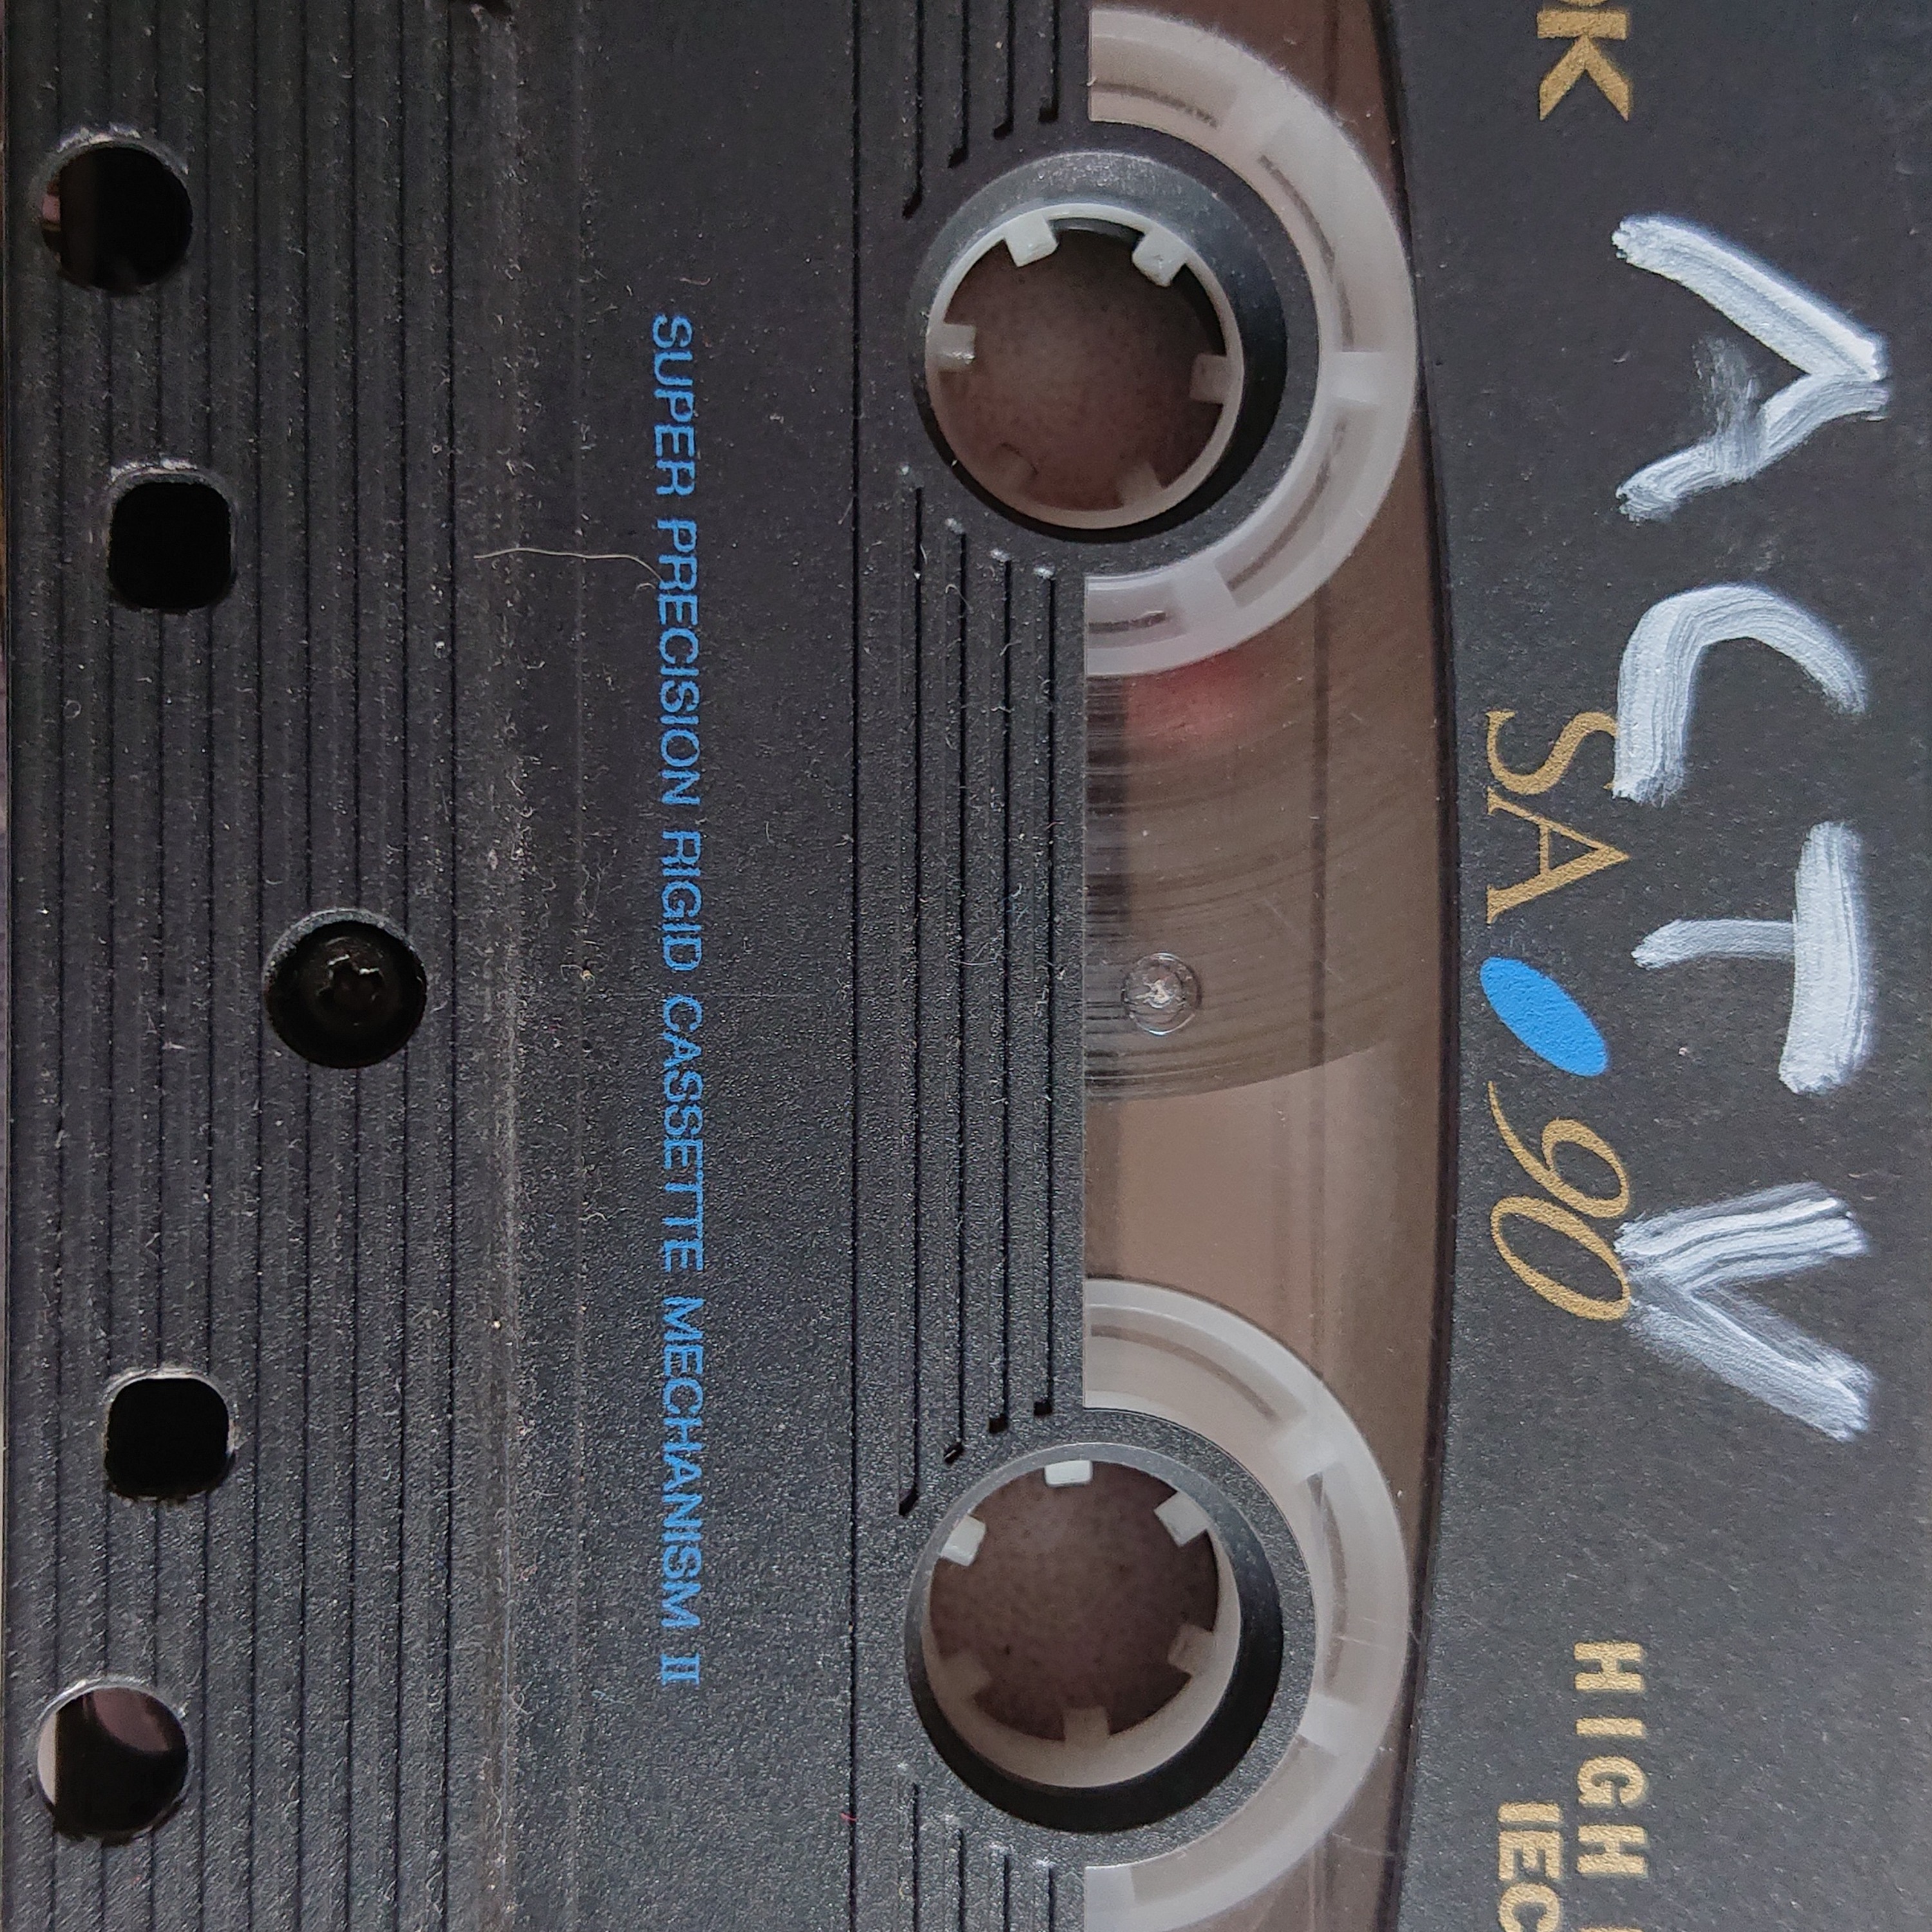 ACTV
DK SA 90 HIGH
IEC
SUPER PRECISION RIGID CASSETTE MECHANISM II